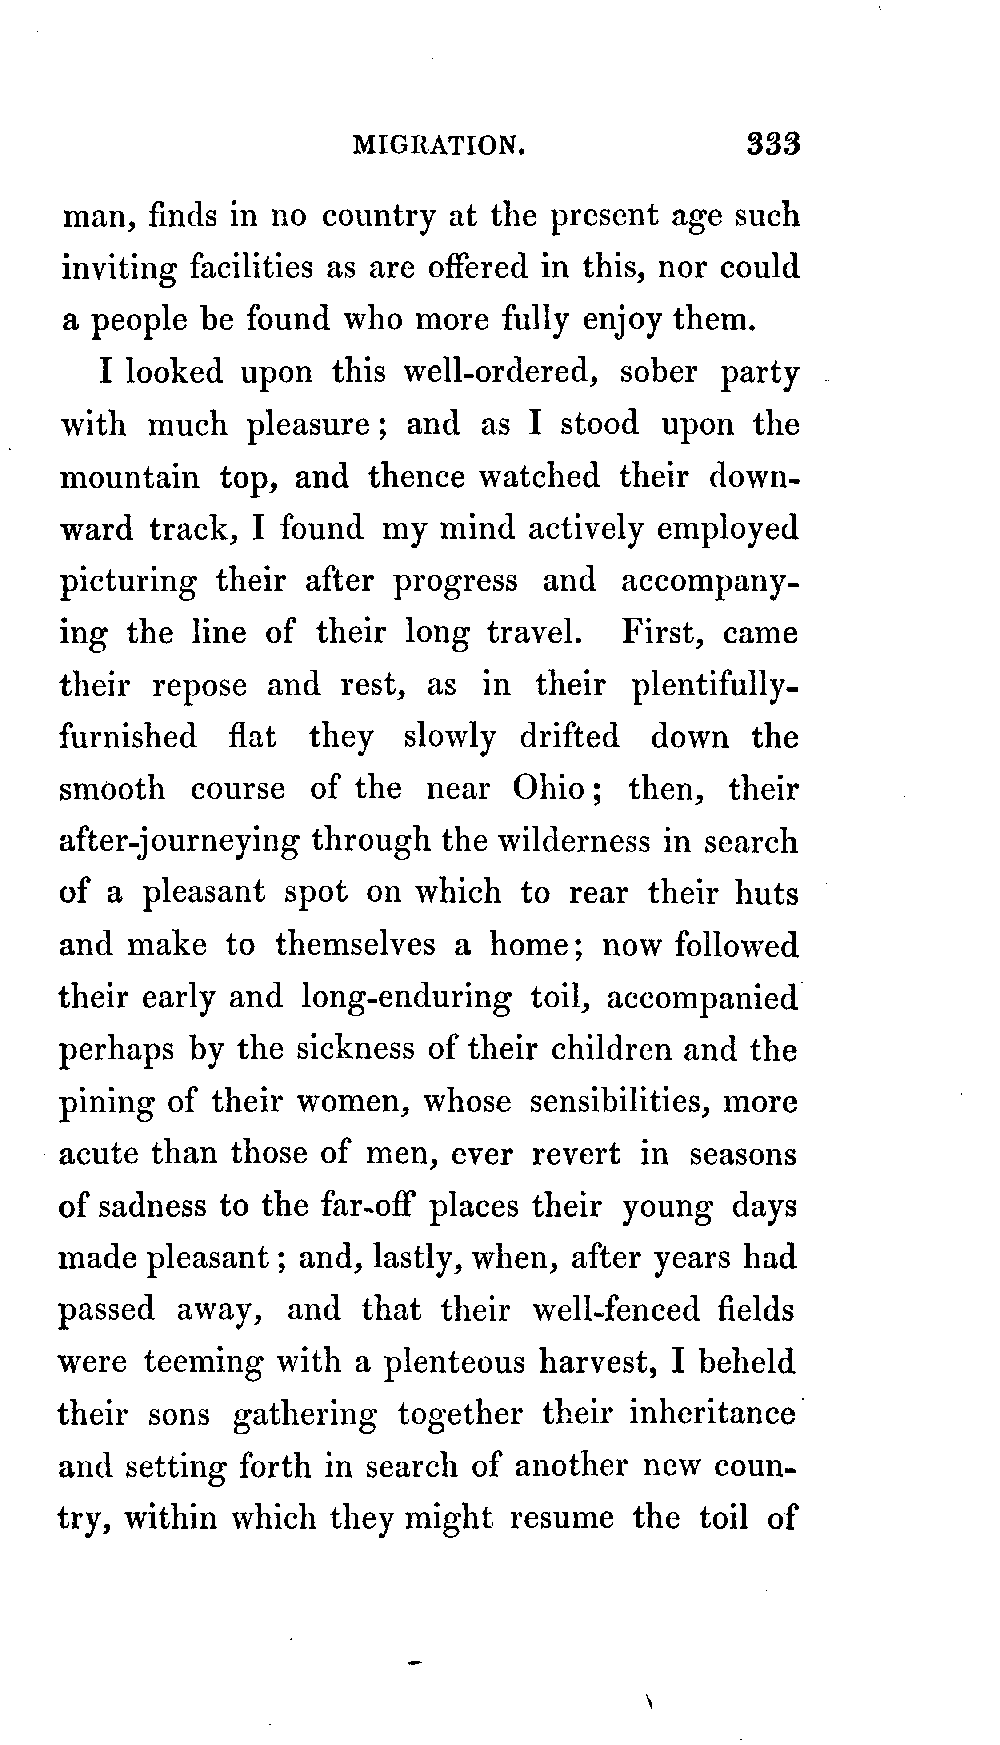 MIGRATION. 333
man, finds in no country at the present age such
inviting facilities as are offered in this, nor could
a people be found who more fully enjoy them.
I looked upon this well-ordered, sober party
with much pleasure; and as I stood upon the
mountain top, and thence watched their down-
ward track, I found my mind actively employed
picturing their after progress and accompany-
ing the line of their long travel. First, came
their repose and rest, as in their plentifully-
furnished flat they slowly drifted down the
smooth course of the near Ohio; then, their
after-journeying through the wilderness in search
of a pleasant spot on which to rear their huts
and make to themselves a home; now followed
their early and long-enduring toil, accompanied
perhaps by the sickness of their children and the
pining of their women, whose sensibilities, more
acute than those of men, ever revert in seasons
of sadness to the far-off places their young days
made pleasant; and, lastly, when, after years had
passed away, and that their well-fenced fields
were teeming with a plenteous harvest, I beheld
their sons gathering together their inheritance
and setting forth in search of another new coun-
try, within which they might resume the toil of